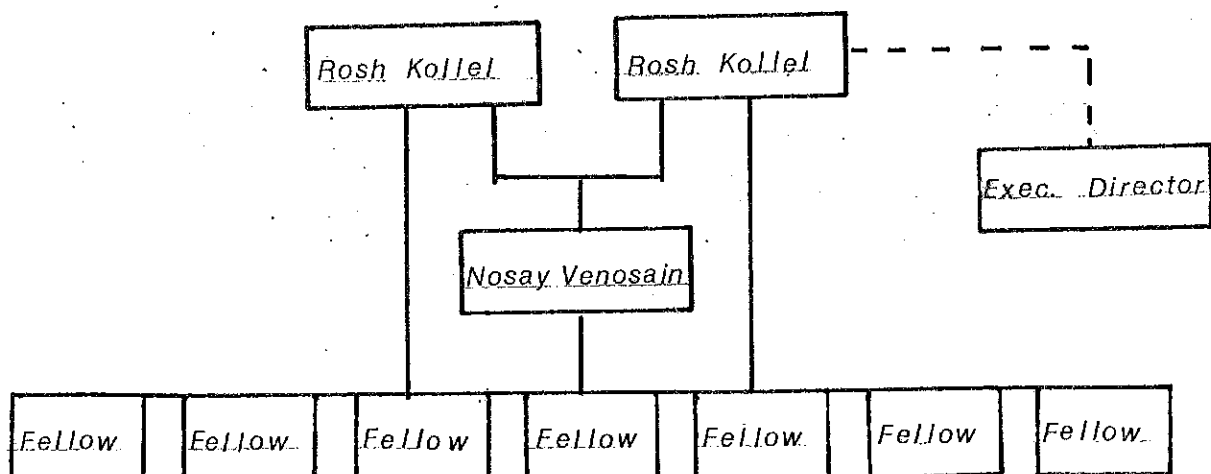 Rosh Kollel
Rosh Kollel
Exec. Director
Nosay Venosain
Fellow
Fellow
Fellow
Fellow
Fellow
Fellow
Fellow